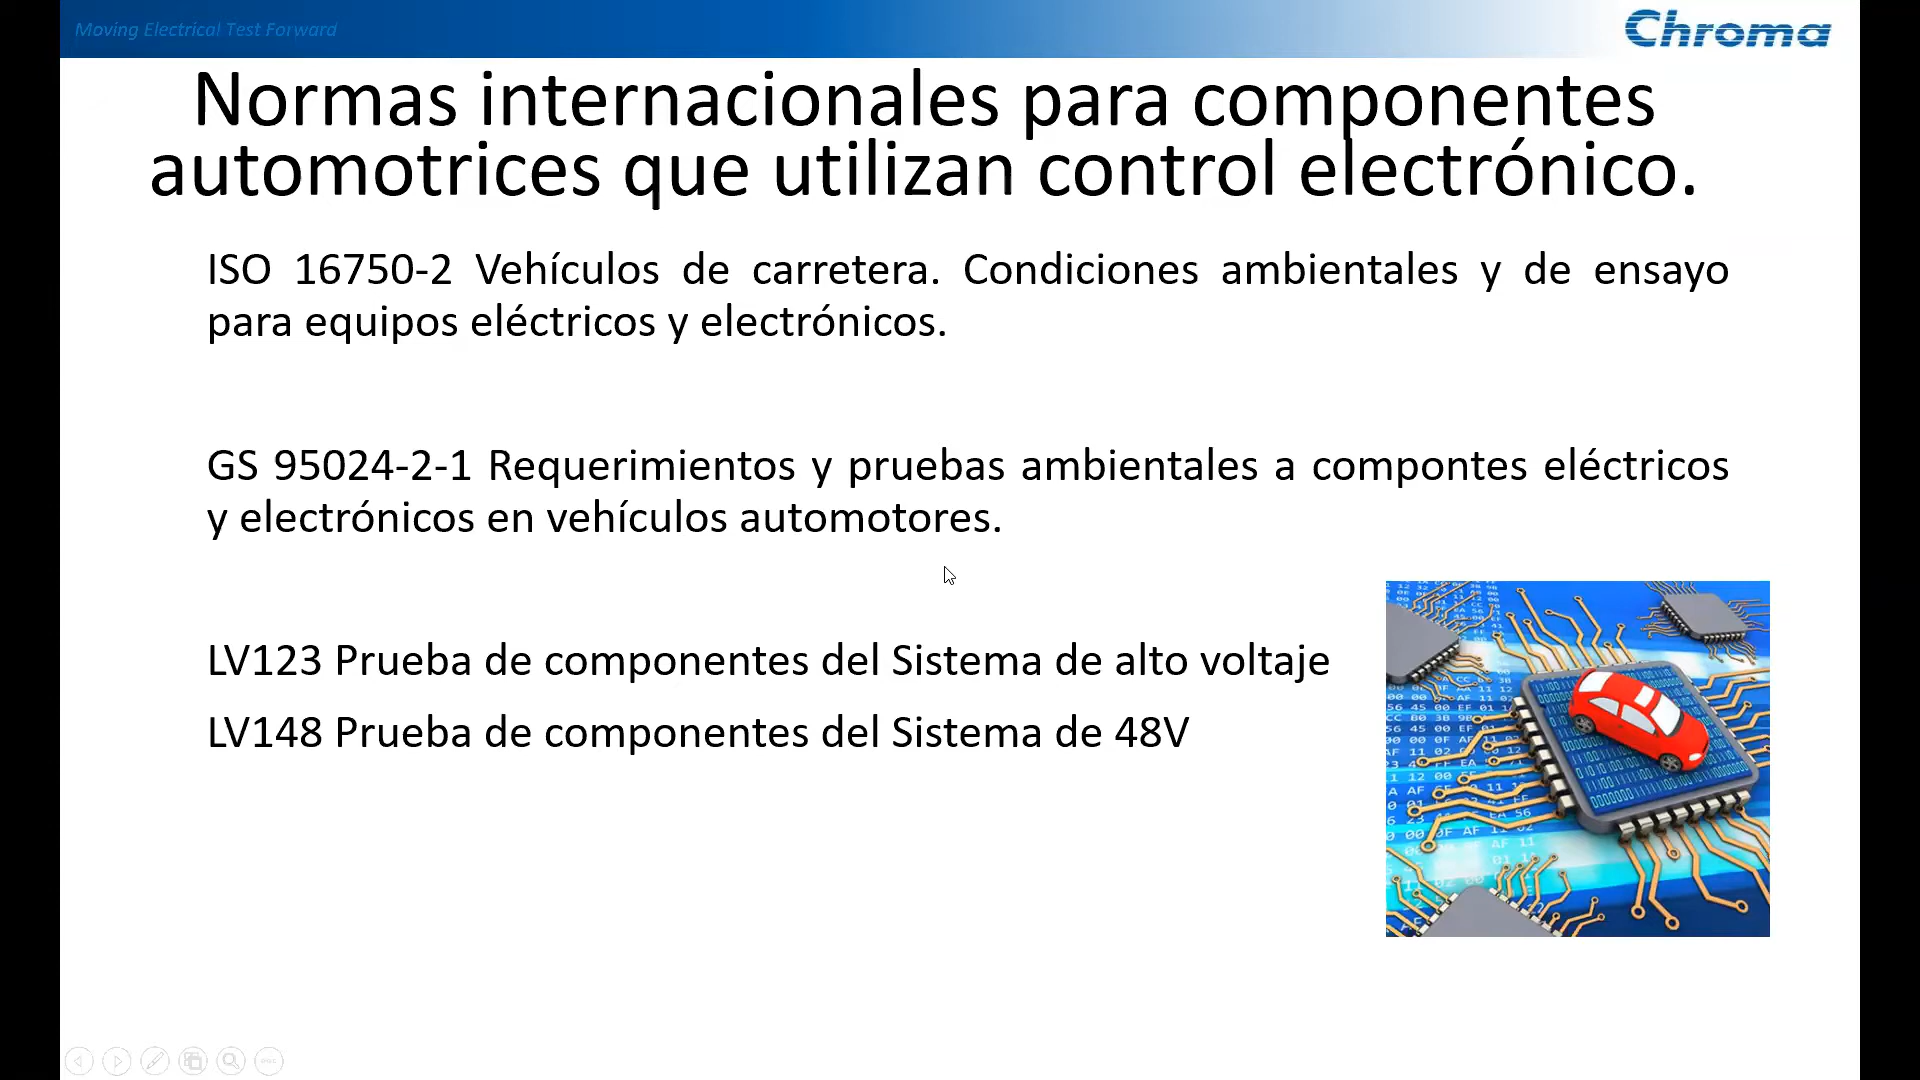 Moving Electrical Test Forward
Chroma
Normas internacionales para componentes
automotrices que utilizan control electrónico.
ISO 16750-2 Vehículos de carretera. Condiciones ambientales y de ensayo
para equipos eléctricos y electrónicos.
GS 95024-2-1 Requerimientos y pruebas ambientales a compontes eléctricos
y electrónicos en vehículos automotores.
LV123 Prueba de componentes del Sistema de alto voltaje
LV148 Prueba de componentes del Sistema de 48V